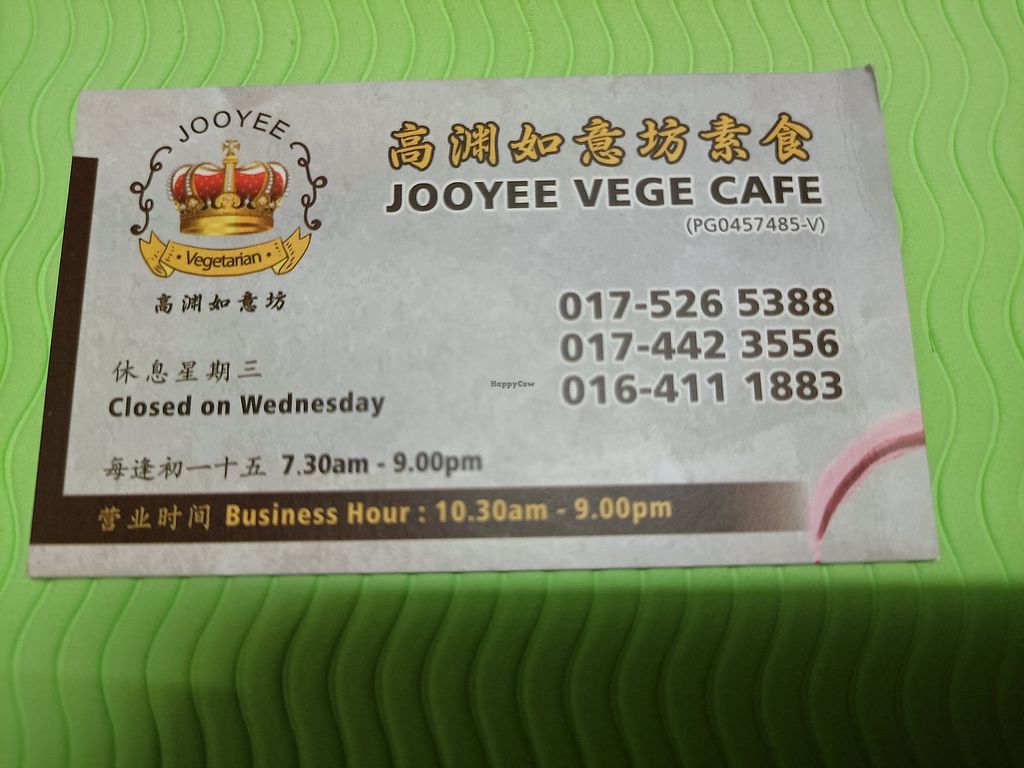 JOOYEE
Vegetarian
高渊如意坊
高渊如意坊素食
JOOYEE VEGE CAFE
(PG0457485-V)
017-526 5388
017-442 3556
016-411 1883
HappyCow
休息星期三
Closed on Wednesday
每逢初一十五 7.30am - 9.00pm
营业时间 Business Hour : 10.30am - 9.00pm